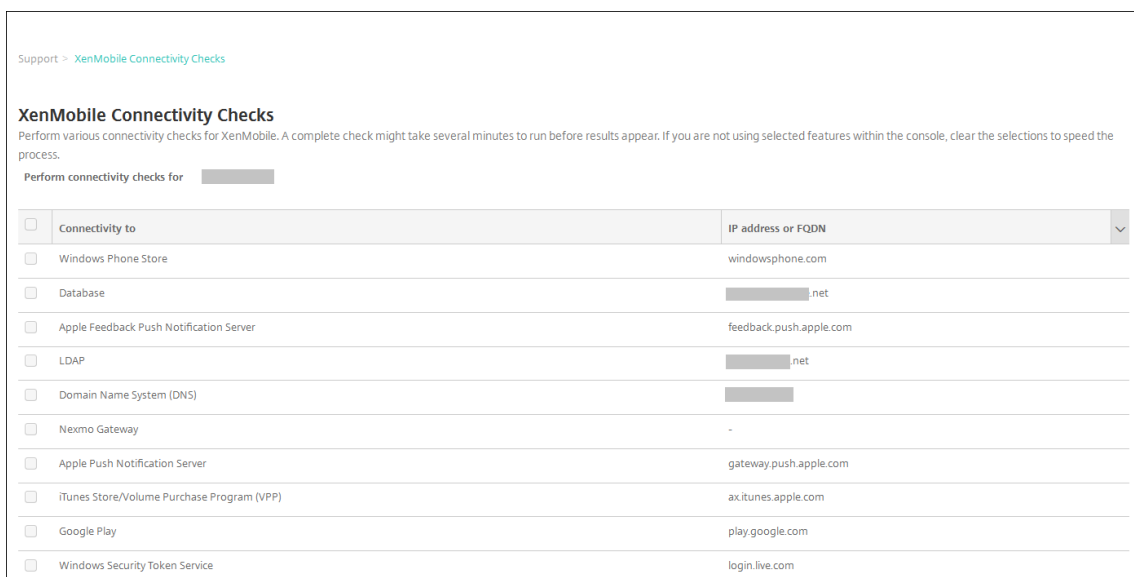 Support > XenMobile Connectivity Checks
XenMobile Connectivity Checks
Perform various connectivity checks for XenMobile. A complete check might take several minutes to run before results appear. If you are not using selected features within the console, clear the selections to speed the
process.
Perform connectivity checks for
Connectivity to IP address or FQDN
Windows Phone Store windowsphone.com
Database .net
Apple Feedback Push Notification Server feedback.push.apple.com
LDAP .net
Domain Name System (DNS)
Nexmo Gateway -
Apple Push Notification Server gateway.push.apple.com
iTunes Store/Volume Purchase Program (VPP) ax.itunes.apple.com
Google Play play.google.com
Windows Security Token Service login.live.com